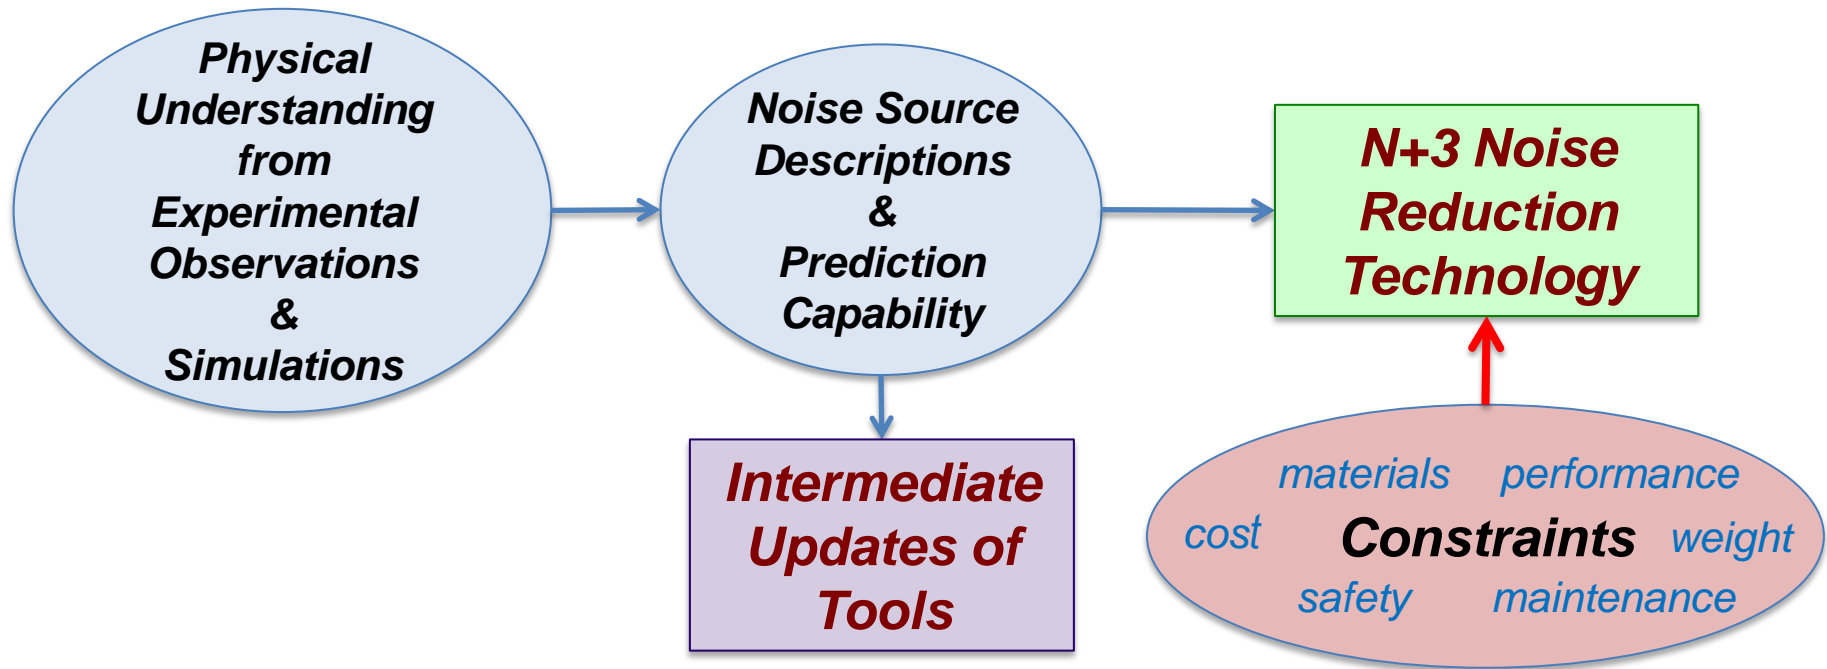 Physical
Understanding
from
Experimental
Observations
&
Simulations
Noise Source
Descriptions
&
Prediction
Capability
N+3 Noise
Reduction
Technology
Intermediate
Updates of
Tools
materials performance
cost Constraints weight
safety maintenance